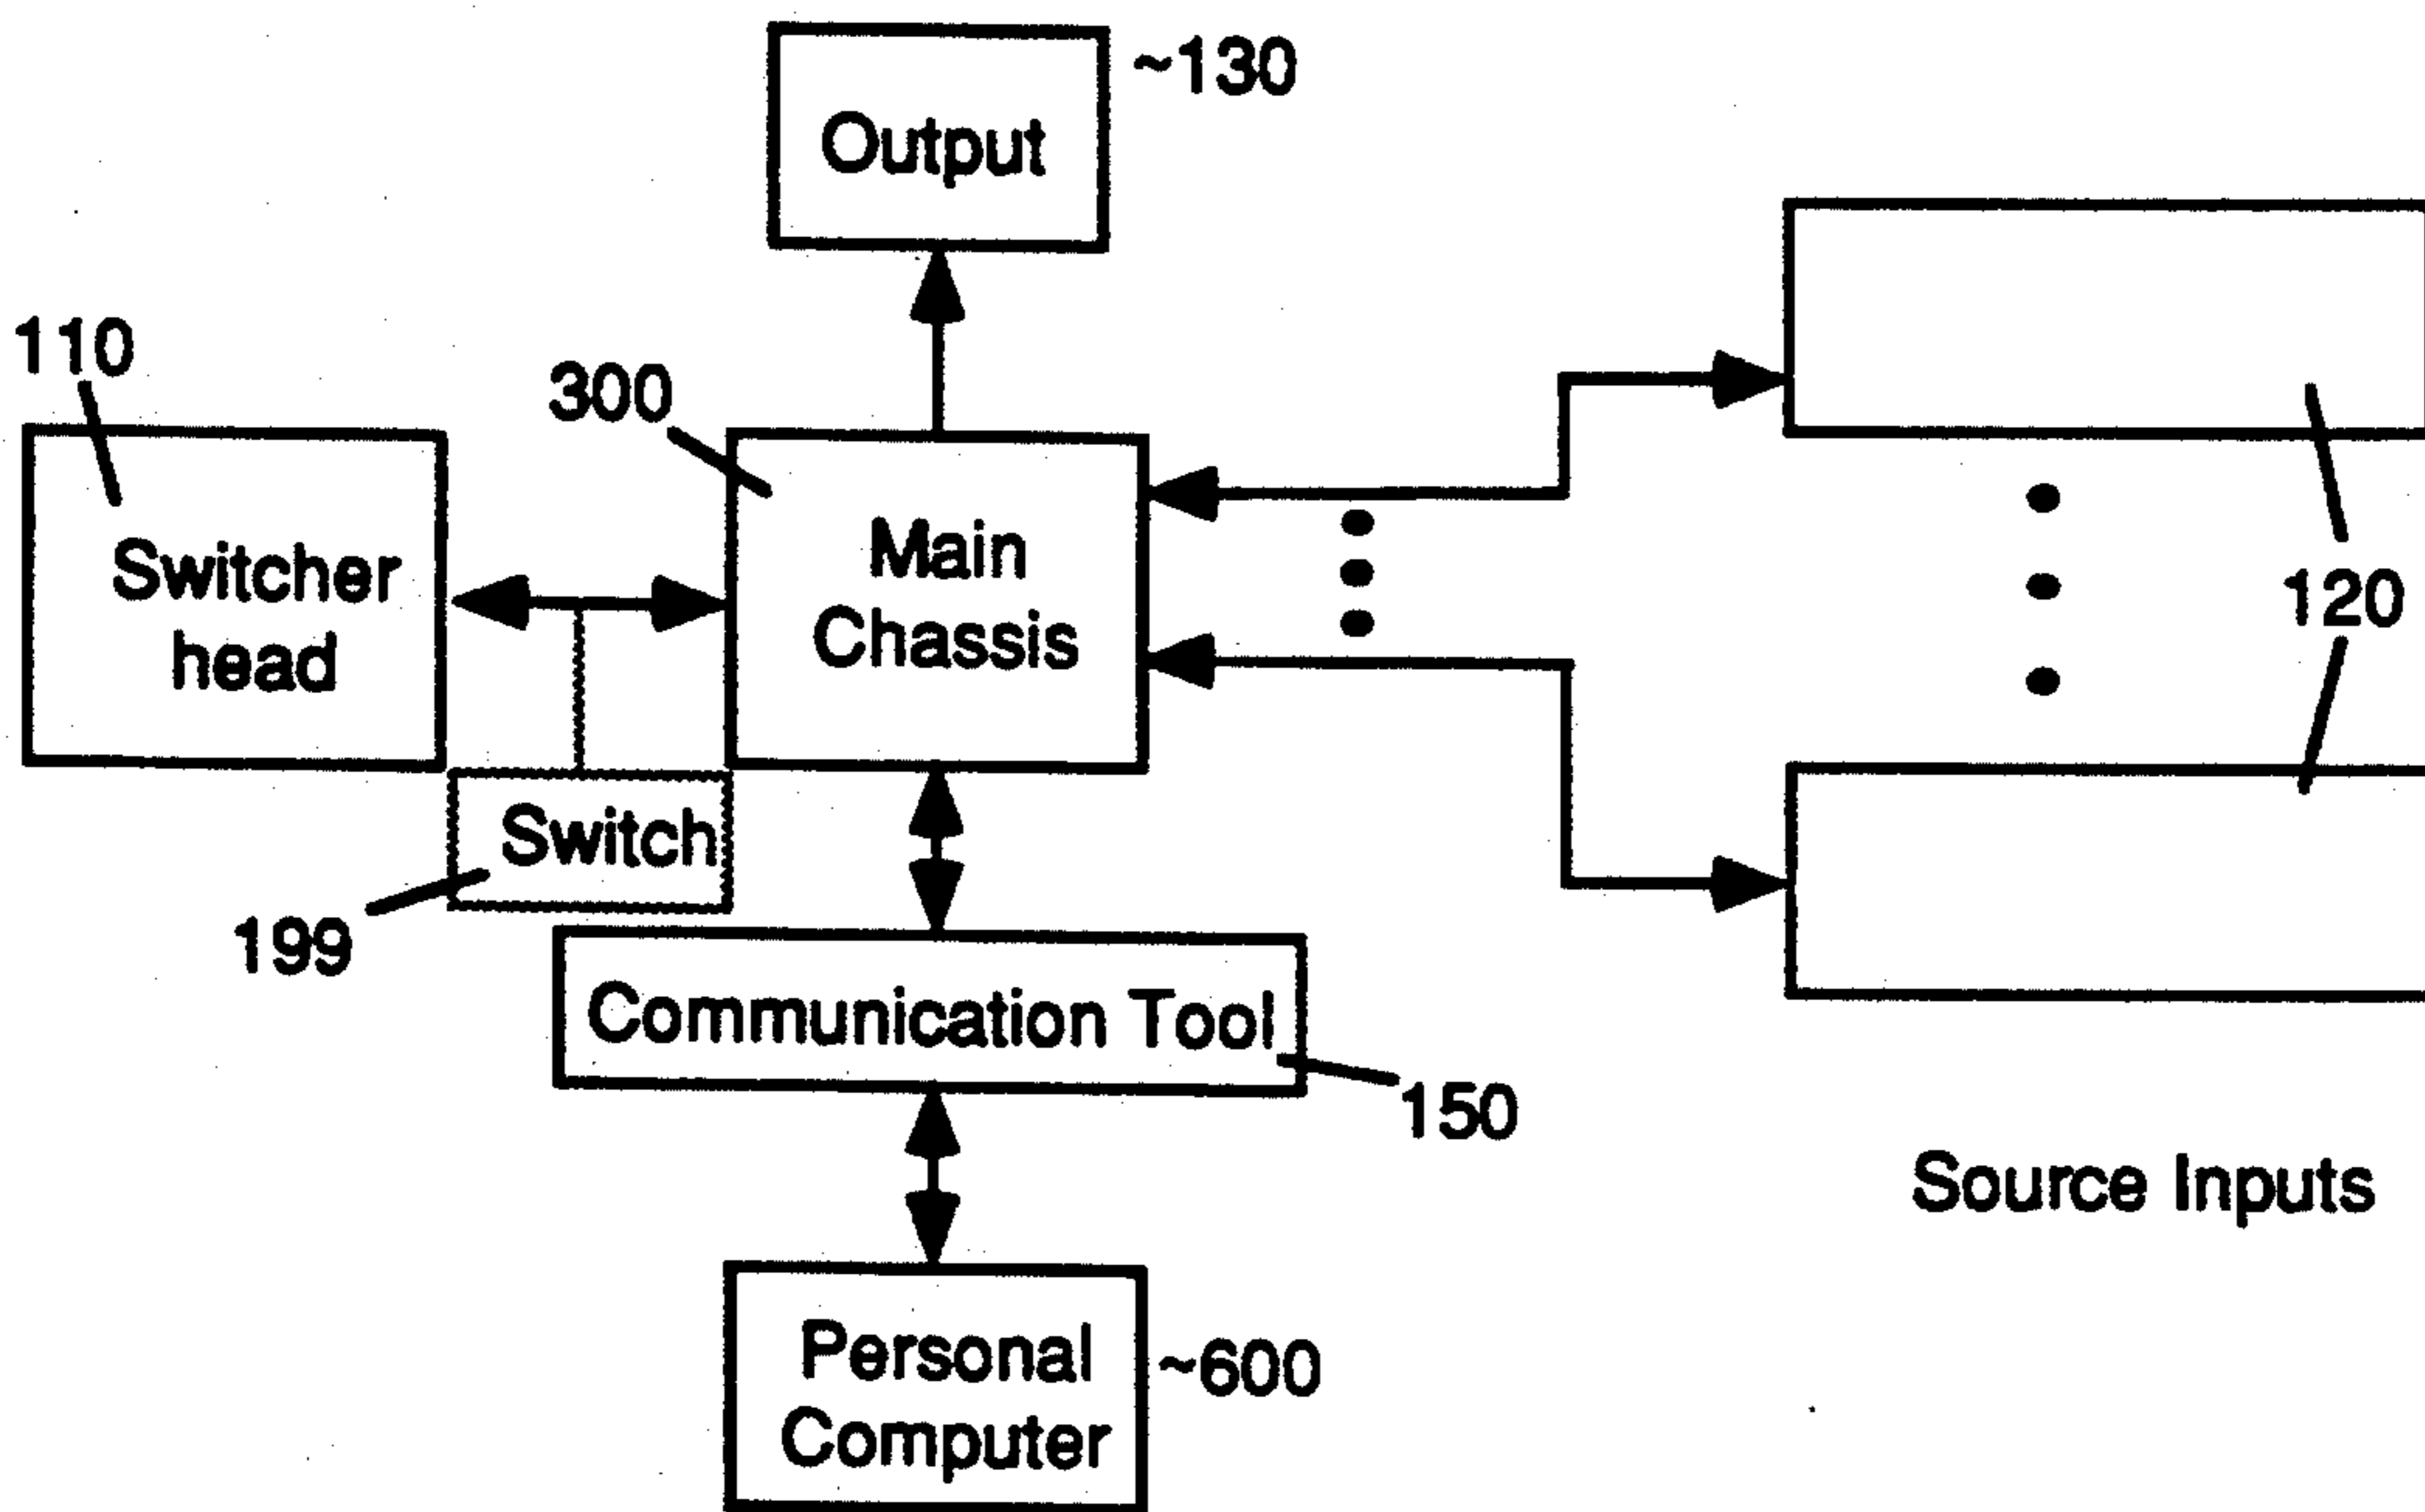 ~130
Output
110
300
Switcher
head
Main
Chassis
120
Switch
199
Communication Tool
150
Source Inputs
Personal
Computer
~600